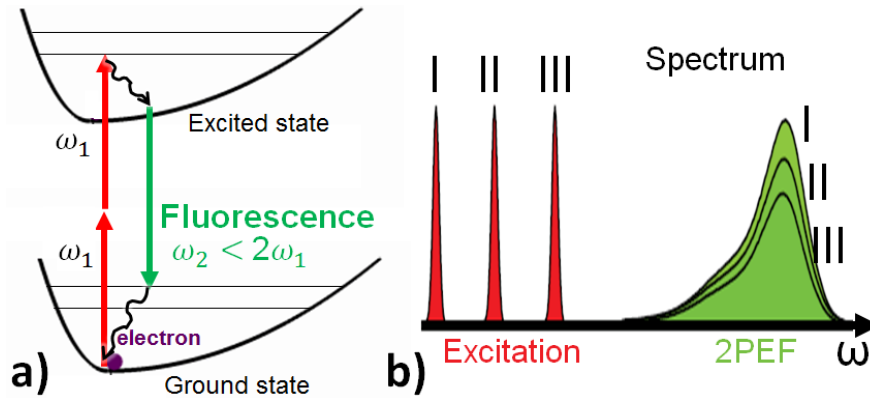 ω₁
Excited state
Fluorescence
ω₁
ω₂ < 2ω₁
electron
a)
Ground state
I II III
Spectrum
I
II
III
Excitation
2PEF
ω
b)